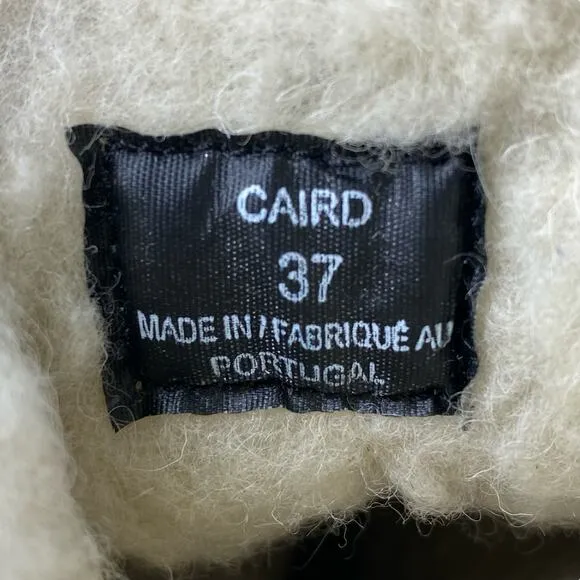 CAIRD
37
MADE IN / FABRIQUÉ AU
PORTUGAL